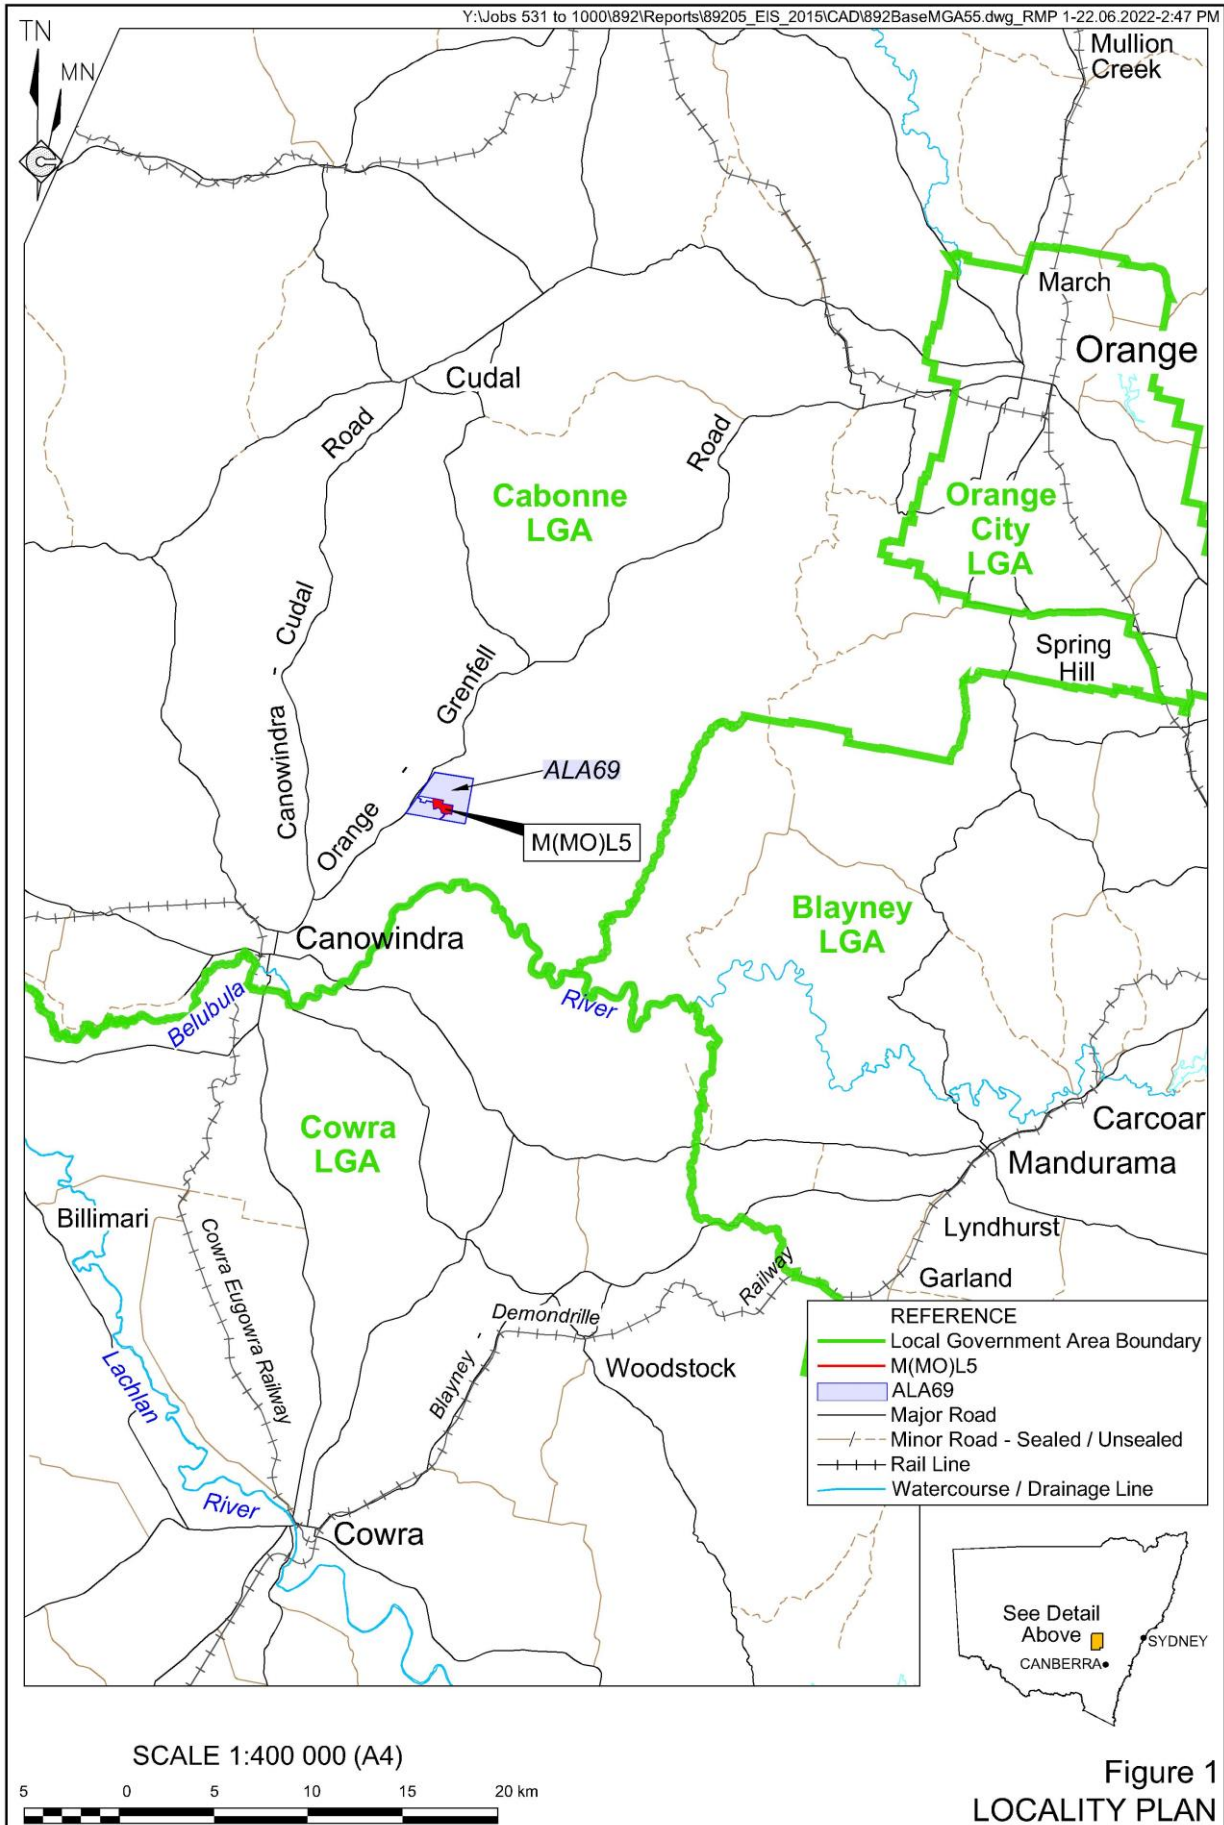 Y:\Jobs 531 to 1000\892\Reports\89205_EIS_2015\CAD\892BaseMGA55.dwg_RMP 1-22.06.2022-2:47 PM
TN
MN
Mullion
Creek
March
Orange
Cudal
Road
Road
Cabonne
LGA
Orange
City
LGA
Cudal
-
Canowindra
Spring
Hill
Grenfell
-
Orange
ALA69
M(MO)L5
Blayney
LGA
Canowindra
Belubula
River
Cowra
LGA
Carcoar
Mandurama
Billimari
Lyndhurst
Cowra Eugowra Railway
Garland
Railway
Demondrille
-
Blayney
Woodstock
Lachlan
River
Cowra
REFERENCE
Local Government Area Boundary
M(MO)L5
ALA69
Major Road
Minor Road - Sealed / Unsealed
Rail Line
Watercourse / Drainage Line
See Detail
Above
SYDNEY
CANBERRA
SCALE 1:400 000 (A4)
5 0 5 10 15 20 km
Figure 1
LOCALITY PLAN